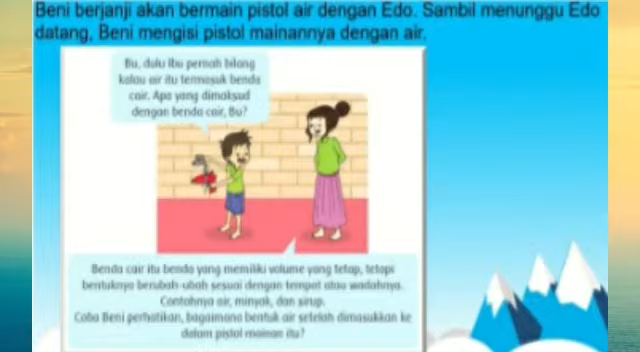 Beni berjanji akan bermain pistol air dengan Edo. Sambil menunggu Edo
datang, Beni mengisi pistol mainannya dengan air.
Bu, dulu Ibu pernah bilang
kalau air itu termasuk benda
cair. Apa yang dimaksud
dengan benda cair, Bu?
Benda cair itu benda yang memiliki volume yang tetap, tetapi
bentuknya berubah-ubah sesuai dengan tempat atau wadahnya.
Contohnya air, minyak, dan sirup.
Coba Beni perhatikan, bagaimana bentuk air setelah dimasukkan ke
dalam pistol mainan itu?